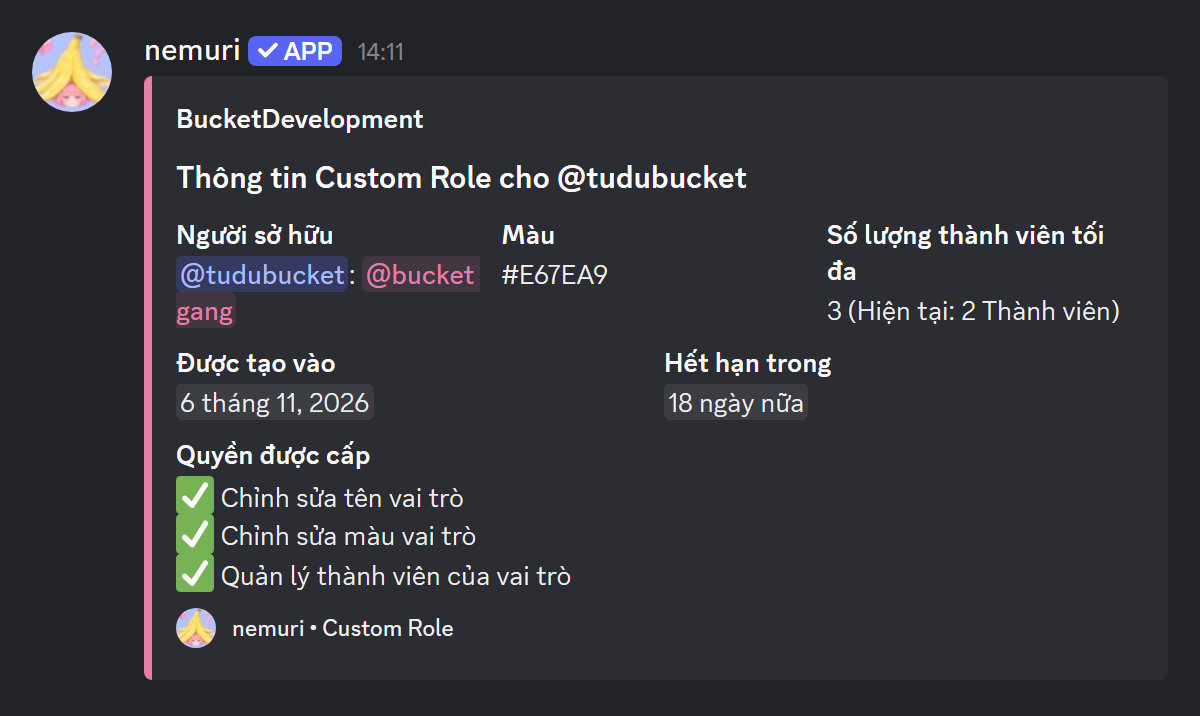 nemuri ✔ APP 14:11
BucketDevelopment
Thông tin Custom Role cho @tudubucket
Người sở hữu
@tudubucket: @bucket
gang
Màu
#E67EA9
Số lượng thành viên tối
đa
3 (Hiện tại: 2 Thành viên)
Được tạo vào
6 tháng 11, 2026
Hết hạn trong
18 ngày nữa
Quyền được cấp
✅ Chỉnh sửa tên vai trò
✅ Chỉnh sửa màu vai trò
✅ Quản lý thành viên của vai trò
nemuri • Custom Role